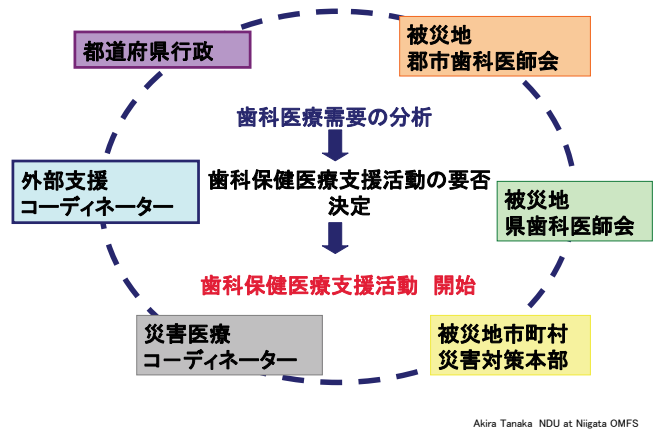 都道府県行政
被災地
郡市歯科医師会
歯科医療需要の分析
外部支援
コーディネーター
歯科保健医療支援活動の要否
決定
被災地
県歯科医師会
歯科保健医療支援活動　開始
災害医療
コーディネーター
被災地市町村
災害対策本部
Akira Tanaka NDU at Niigata OMFS